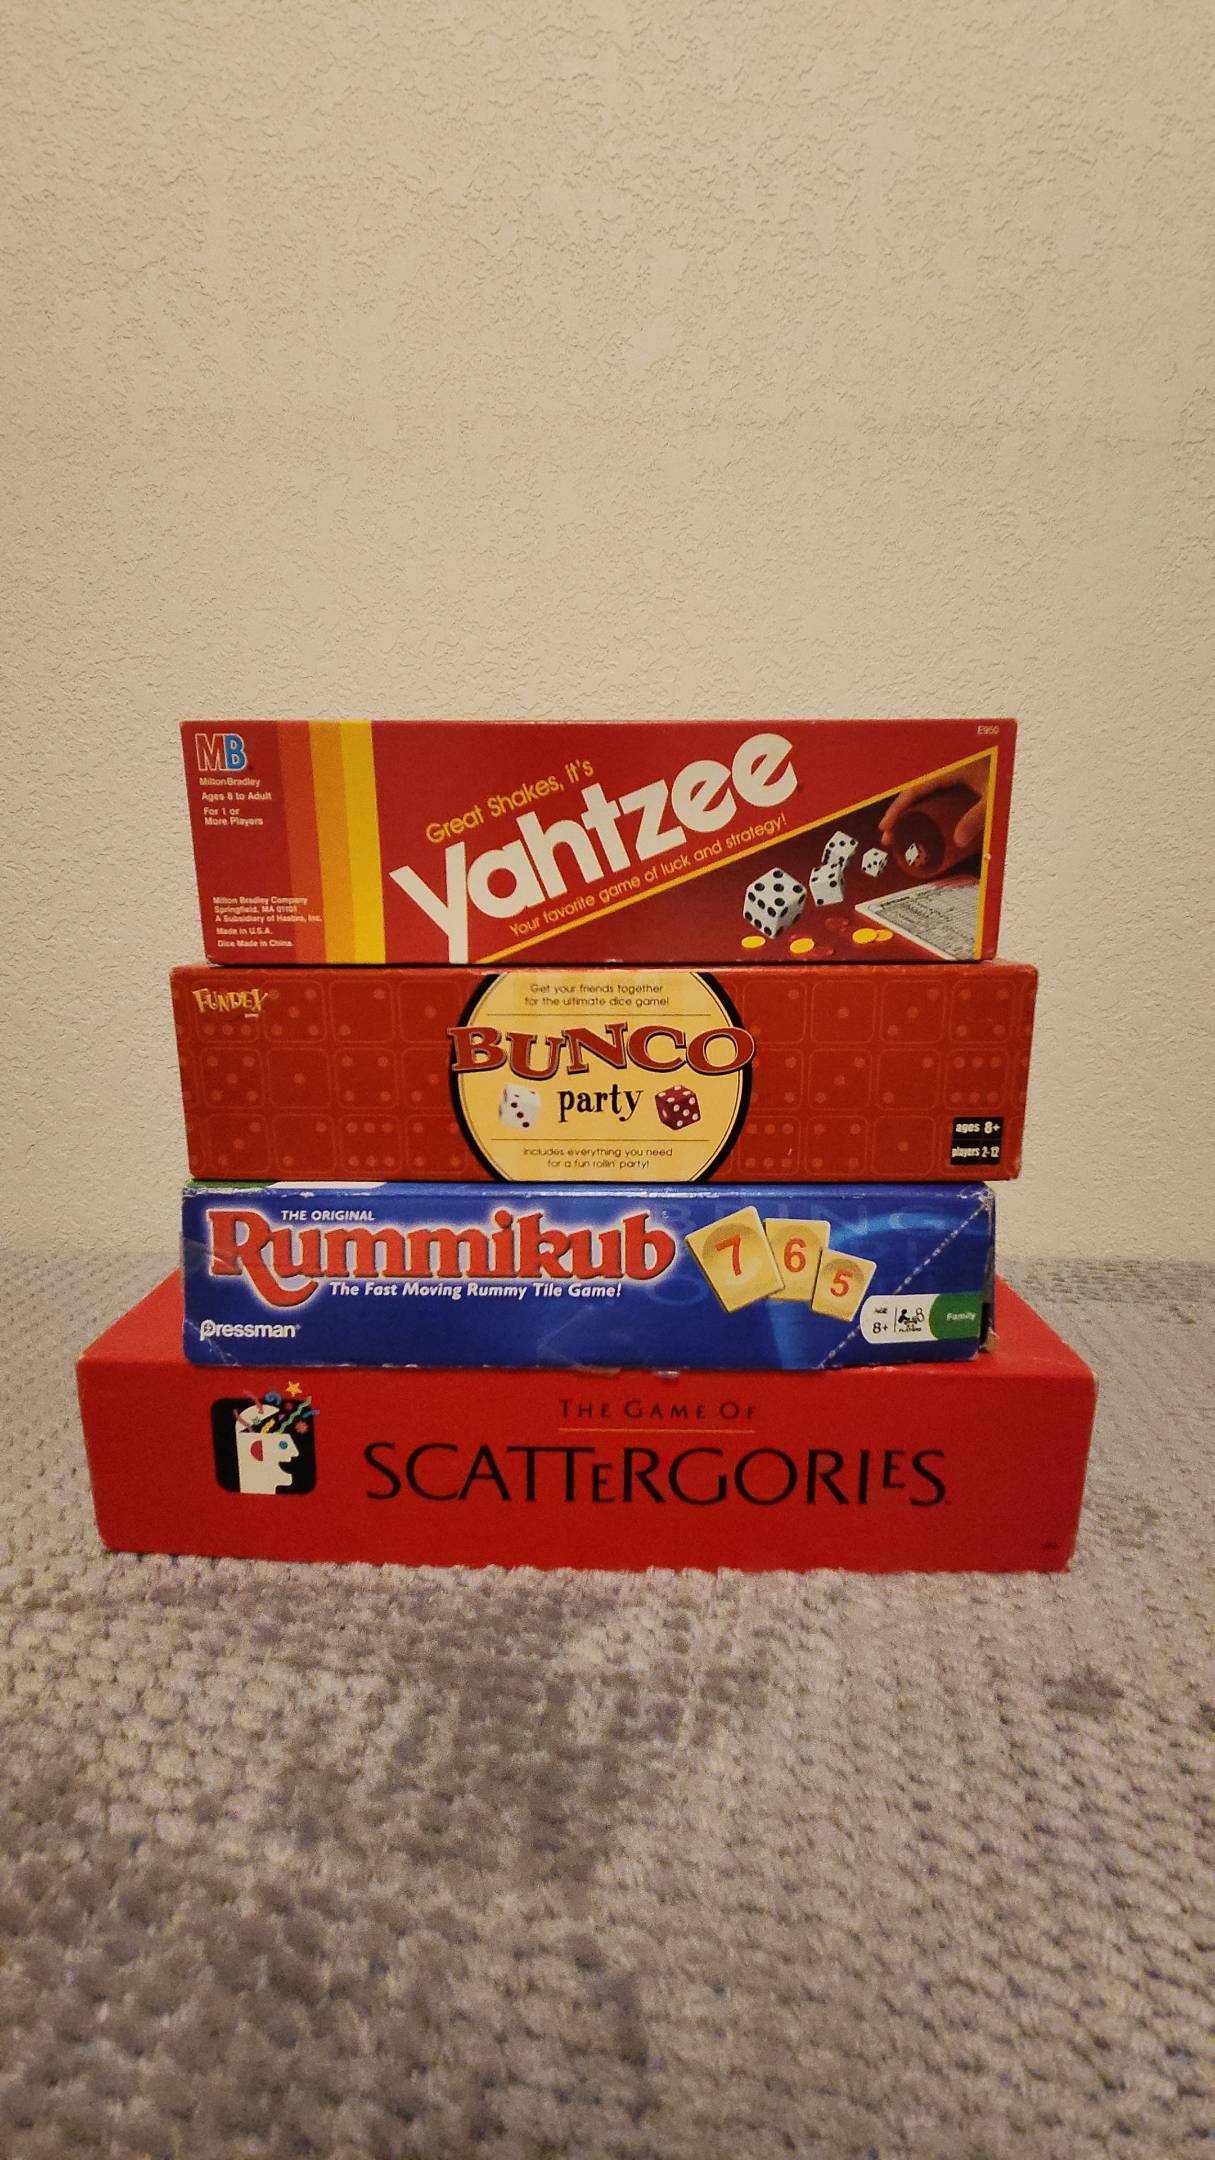 MB
Milton Bradley
Ages 8 to Adult
For 1 or
More Players
Milton Bradley Company
Springfield, MA 01101
A Subsidiary of Hasbro, Inc.
Made in U.S.A.
Dice Made in China.
Great Shakes, it's
Yahtzee
Your favorite game of luck and strategy!
E950
FUNDEX
Get your friends together
for the ultimate dice game!
BUNCO
party
includes everything you need
for a fun rollin' party!
ages 8+
players 2-12
THE ORIGINAL
Rummikub®
The Fast Moving Rummy Tile Game!
Pressman®
7
6
5
AGE
8+
PLAYERS
Family
THE GAME OF
SCATTERGORIES